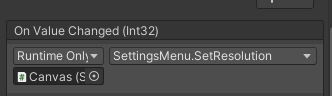 On Value Changed (Int32)
Runtime Only SettingsMenu.SetResolution
Canvas (S